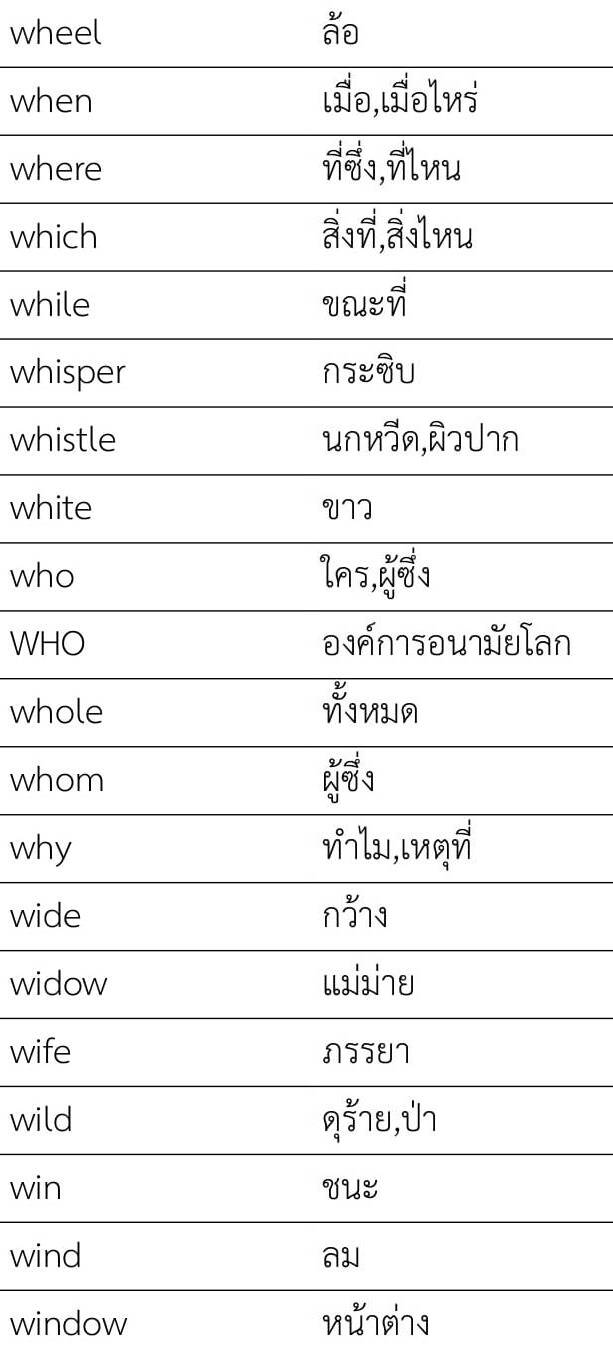 wheel ล้อ
when เมื่อ,เมื่อไหร่
where ที่ซึ่ง,ที่ไหน
which สิ่งที่,สิ่งไหน
while ขณะที่
whisper กระซิบ
whistle นกหวีด,ผิวปาก
white ขาว
who ใคร,ผู้ซึ่ง
WHO องค์การอนามัยโลก
whole ทั้งหมด
whom ผู้ซึ่ง
why ทำไม,เหตุที่
wide กว้าง
widow แม่ม่าย
wife ภรรยา
wild ดุร้าย,ป่า
win ชนะ
wind ลม
window หน้าต่าง